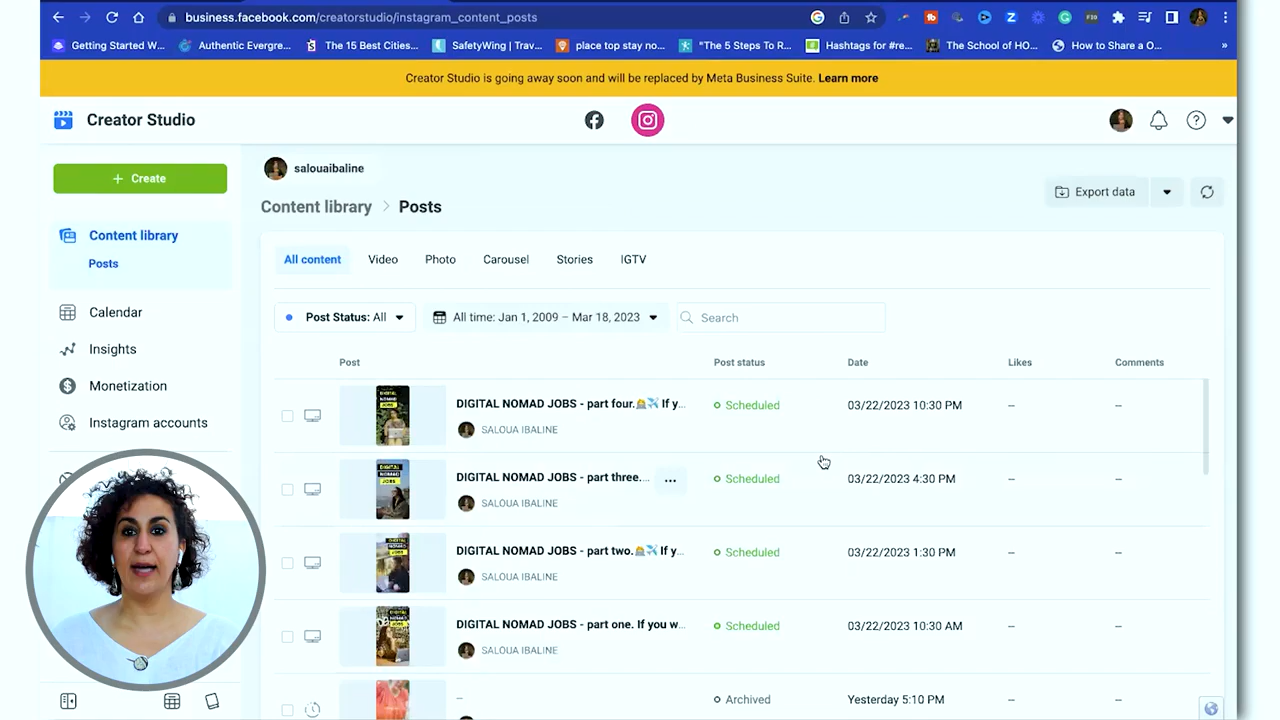 business.facebook.com/creatorstudio/instagram_content_posts
Getting Started W...
Authentic Evergre...
The 15 Best Cities...
SafetyWing | Trav...
place top stay no...
"The 5 Steps To R...
Hashtags for #re...
The School of HO...
How to Share a O...
»
Creator Studio is going away soon and will be replaced by Meta Business Suite. Learn more
Creator Studio
+ Create
Content library
Posts
Calendar
Insights
Monetization
Instagram accounts
salouaibaline
Content library > Posts
Export data
All content Video Photo Carousel Stories IGTV
Post Status: All
All time: Jan 1, 2009 – Mar 18, 2023
Search
Post Post status Date Likes Comments
DIGITAL NOMAD JOBS
DIGITAL NOMAD JOBS - part four.🙋✈️ If y... Scheduled 03/22/2023 10:30 PM – –
SALOUA IBALINE
DIGITAL NOMAD JOBS
DIGITAL NOMAD JOBS - part three.... ... Scheduled 03/22/2023 4:30 PM – –
SALOUA IBALINE
DIGITAL NOMAD JOBS - part two.🙋✈️ If y... Scheduled 03/22/2023 1:30 PM – –
SALOUA IBALINE
DIGITAL NOMAD JOBS - part one. If you w... Scheduled 03/22/2023 10:30 AM – –
SALOUA IBALINE
– Archived Yesterday 5:10 PM – –